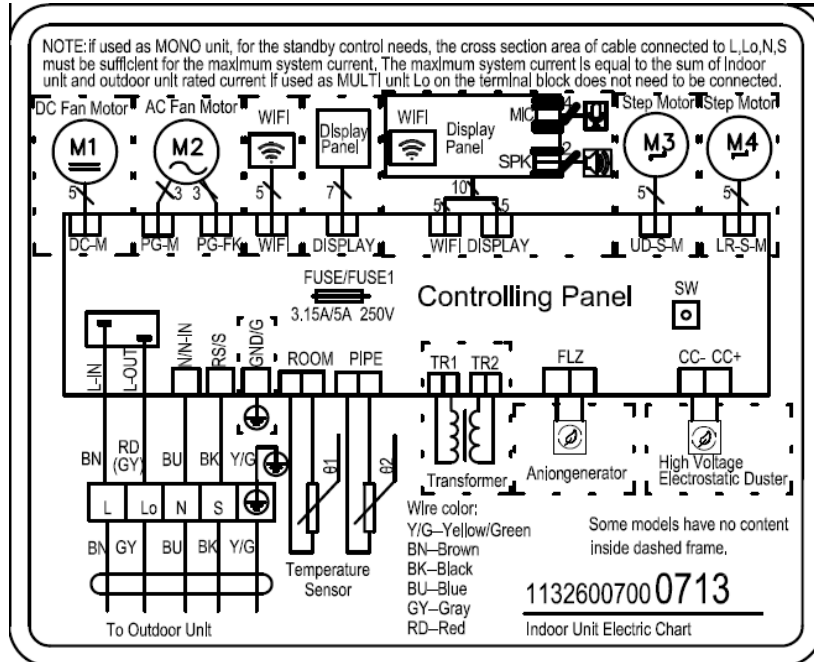 NOTE:if used as MONO unit, for the standby control needs, the cross section area of cable connected to L,Lo,N,S
must be sufficient for the maximum system current. The maximum system current is equal to the sum of indoor
unit and outdoor unit rated current if used as MULTI unit Lo on the terminal block does not need to be connected.
DC Fan Motor AC Fan Motor WIFI Display Panel WIFI Display Panel MIC 4 SPK 2 Step Motor Step Motor
M1 M2 M3 M4
5 3 3 5 7 10 5 5 5 5
DC-M PG-M PG-FK WIFI DISPLAY WIFI DISPLAY UD-S-M LR-S-M
FUSE/FUSE1
3.15A/5A 250V
Controlling Panel
SW
L-IN L-OUT N/N-IN RS/S GND/G ROOM PIPE TR1 TR2 FLZ CC- CC+
BN RD (GY) BU BK Y/G θ1 θ2
Transformer
Aniongenerator
High Voltage
Electrostatic Duster
L Lo N S
BN GY BU BK Y/G
Temperature
Sensor
To Outdoor Unit
Wire color:
Y/G–Yellow/Green
BN–Brown
BK–Black
BU–Blue
GY–Gray
RD–Red
Some models have no content
inside dashed frame.
1132600700 0713
Indoor Unit Electric Chart